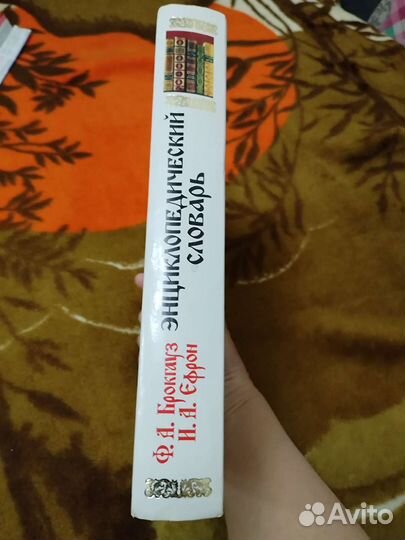 Ф.А. Брокгауз
И.А. Ефрон
ЭНЦИКЛОПЕДИЧЕСКИЙ
СЛОВАРЬ
Avito